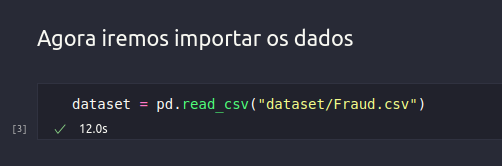 Agora iremos importar os dados
dataset = pd.read_csv("dataset/Fraud.csv")
[3]
12.0s